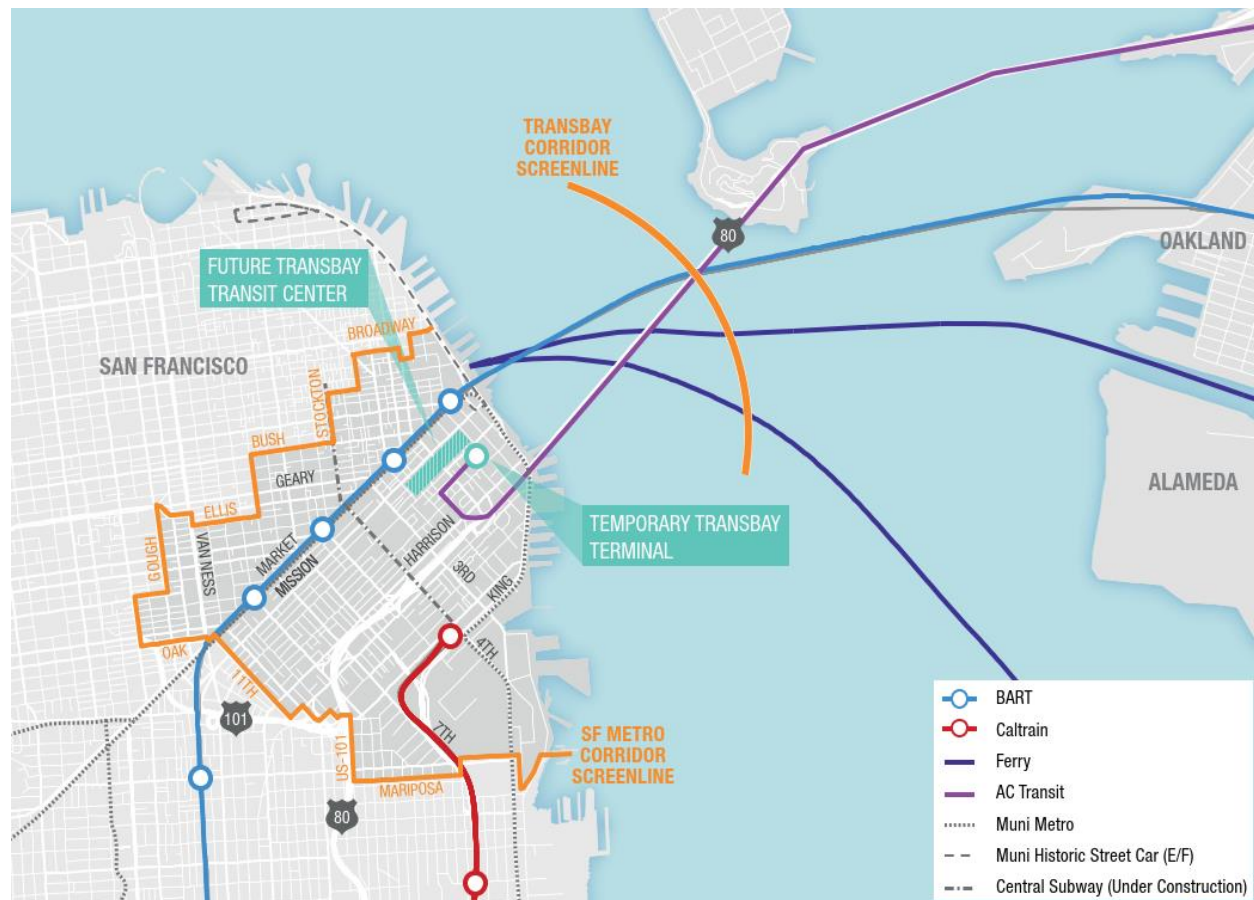 TRANSBAY
CORRIDOR
SCREENLINE
80
OAKLAND
FUTURE TRANSBAY
TRANSIT CENTER
BROADWAY
SAN FRANCISCO
STOCKTON
BUSH
GEARY
ELLIS
ALAMEDA
GOUGH
VAN NESS
MARKET
MISSION
HARRISON
3RD
KING
TEMPORARY TRANSBAY
TERMINAL
OAK
4TH
11TH
101
7TH
US-101
SF METRO
CORRIDOR
SCREENLINE
MARIPOSA
80
BART
Caltrain
Ferry
AC Transit
Muni Metro
Muni Historic Street Car (E/F)
Central Subway (Under Construction)